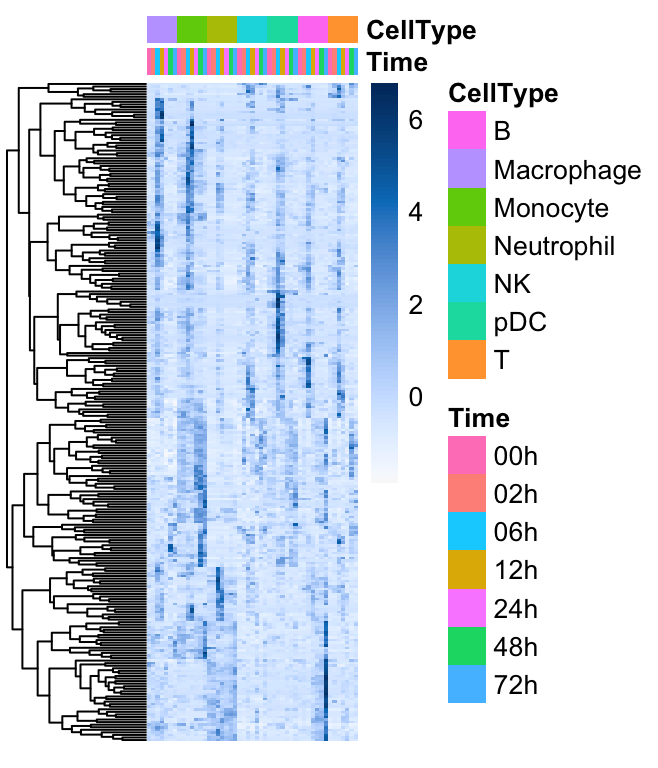 CellType
Time
6
4
2
0
CellType
B
Macrophage
Monocyte
Neutrophil
NK
pDC
T
Time
00h
02h
06h
12h
24h
48h
72h